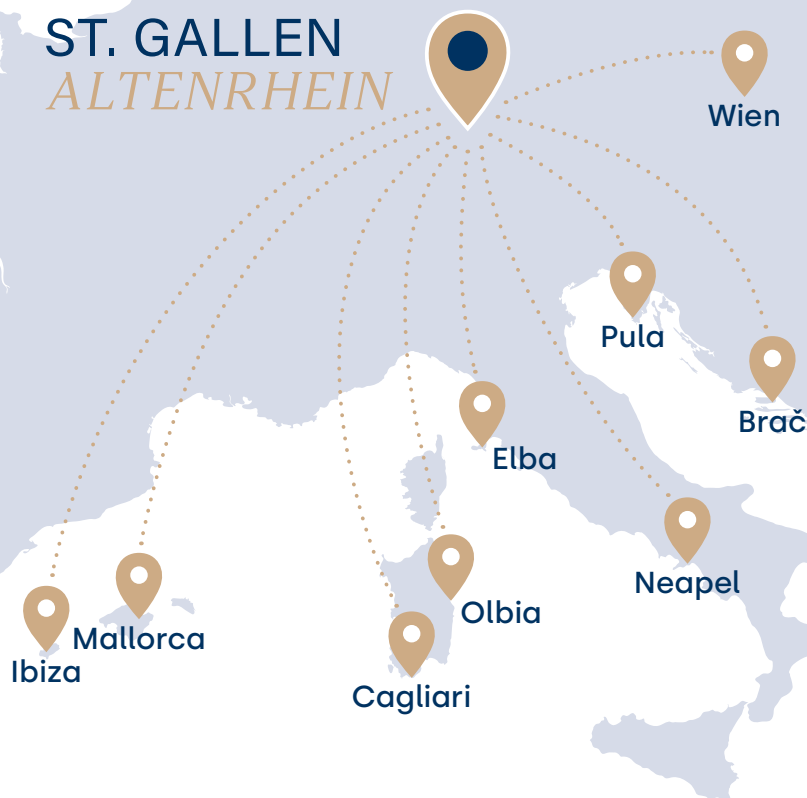 ST. GALLEN
ALTENRHEIN
Wien
Pula
Brač
Elba
Neapel
Olbia
Mallorca
Ibiza
Cagliari